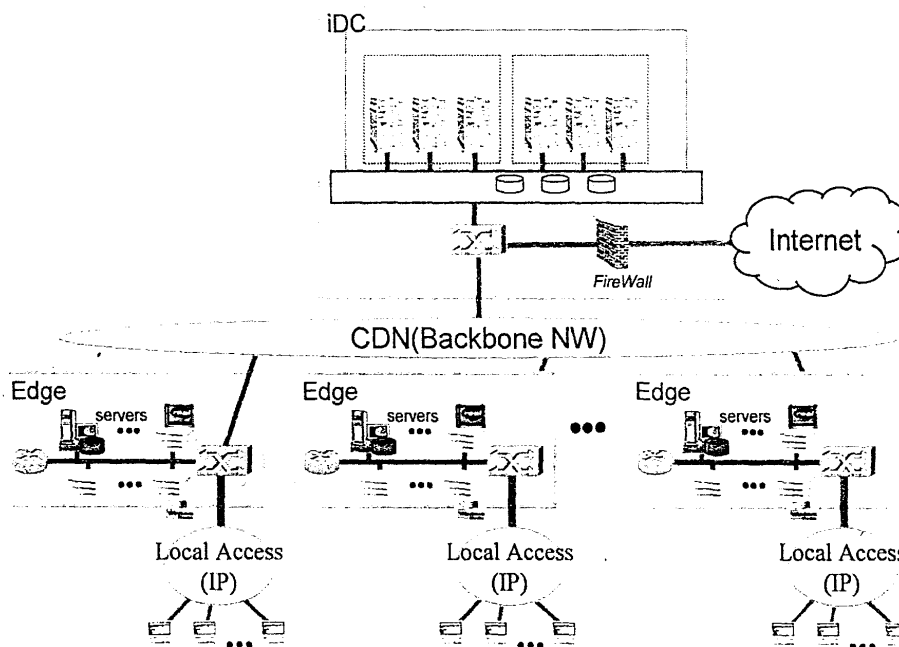 iDC
Internet
FireWall
CDN(Backbone NW)
Edge
servers
Edge
servers
Edge
servers
Local Access
(IP)
Local Access
(IP)
Local Access
(IP)